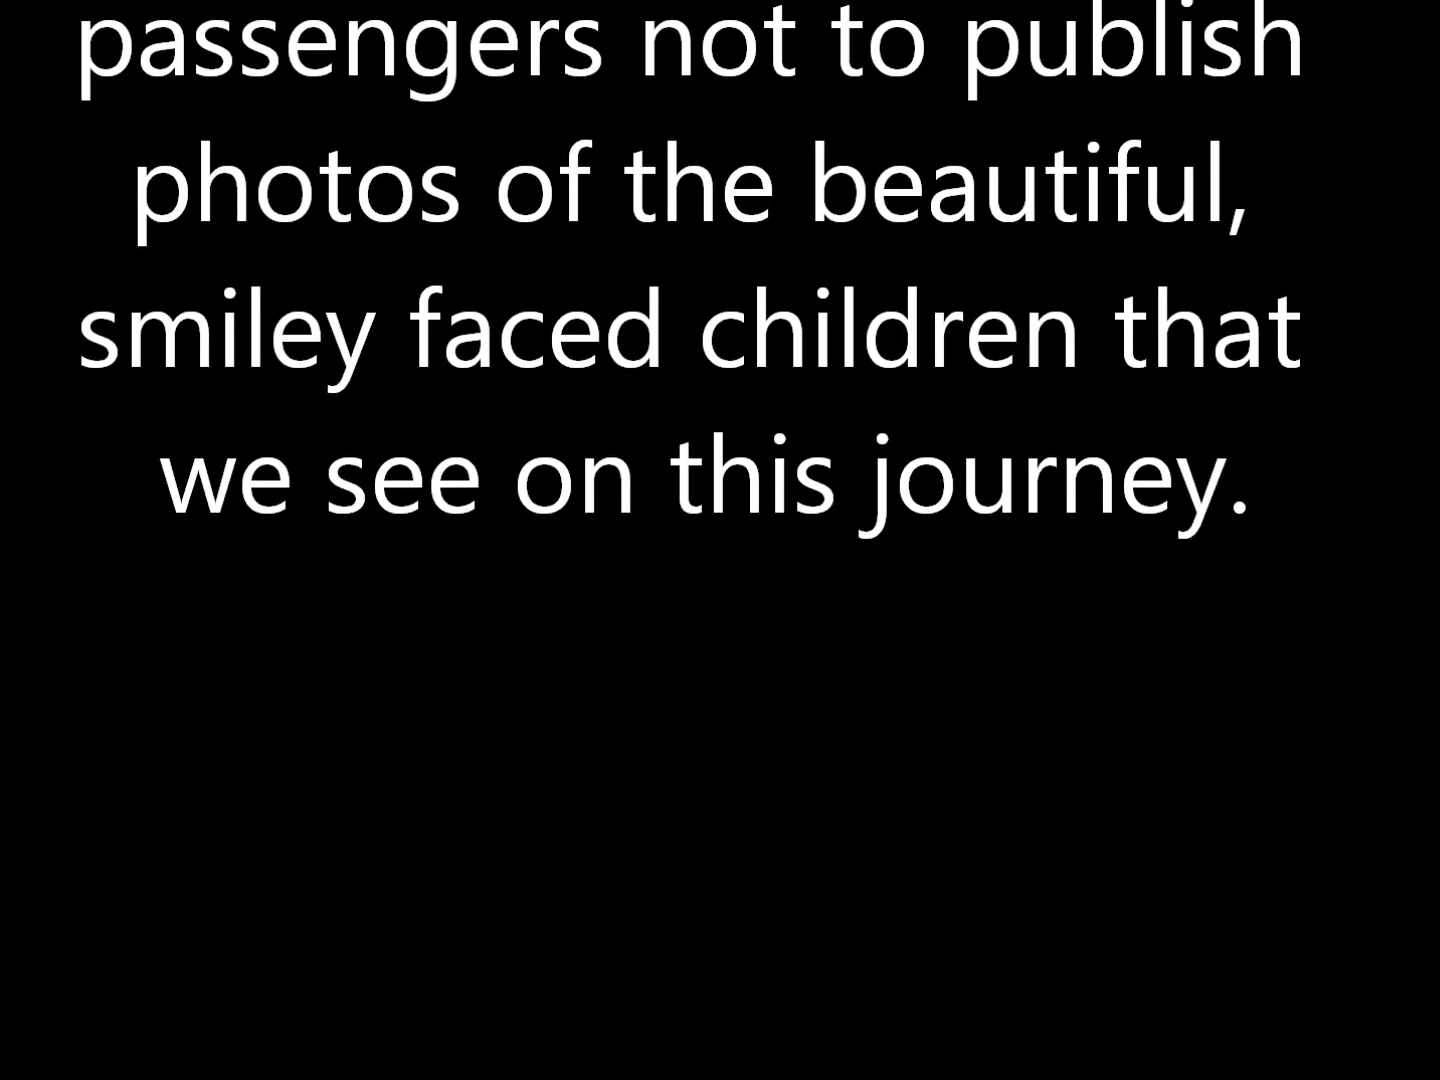 passengers not to publish
photos of the beautiful,
smiley faced children that
we see on this journey.